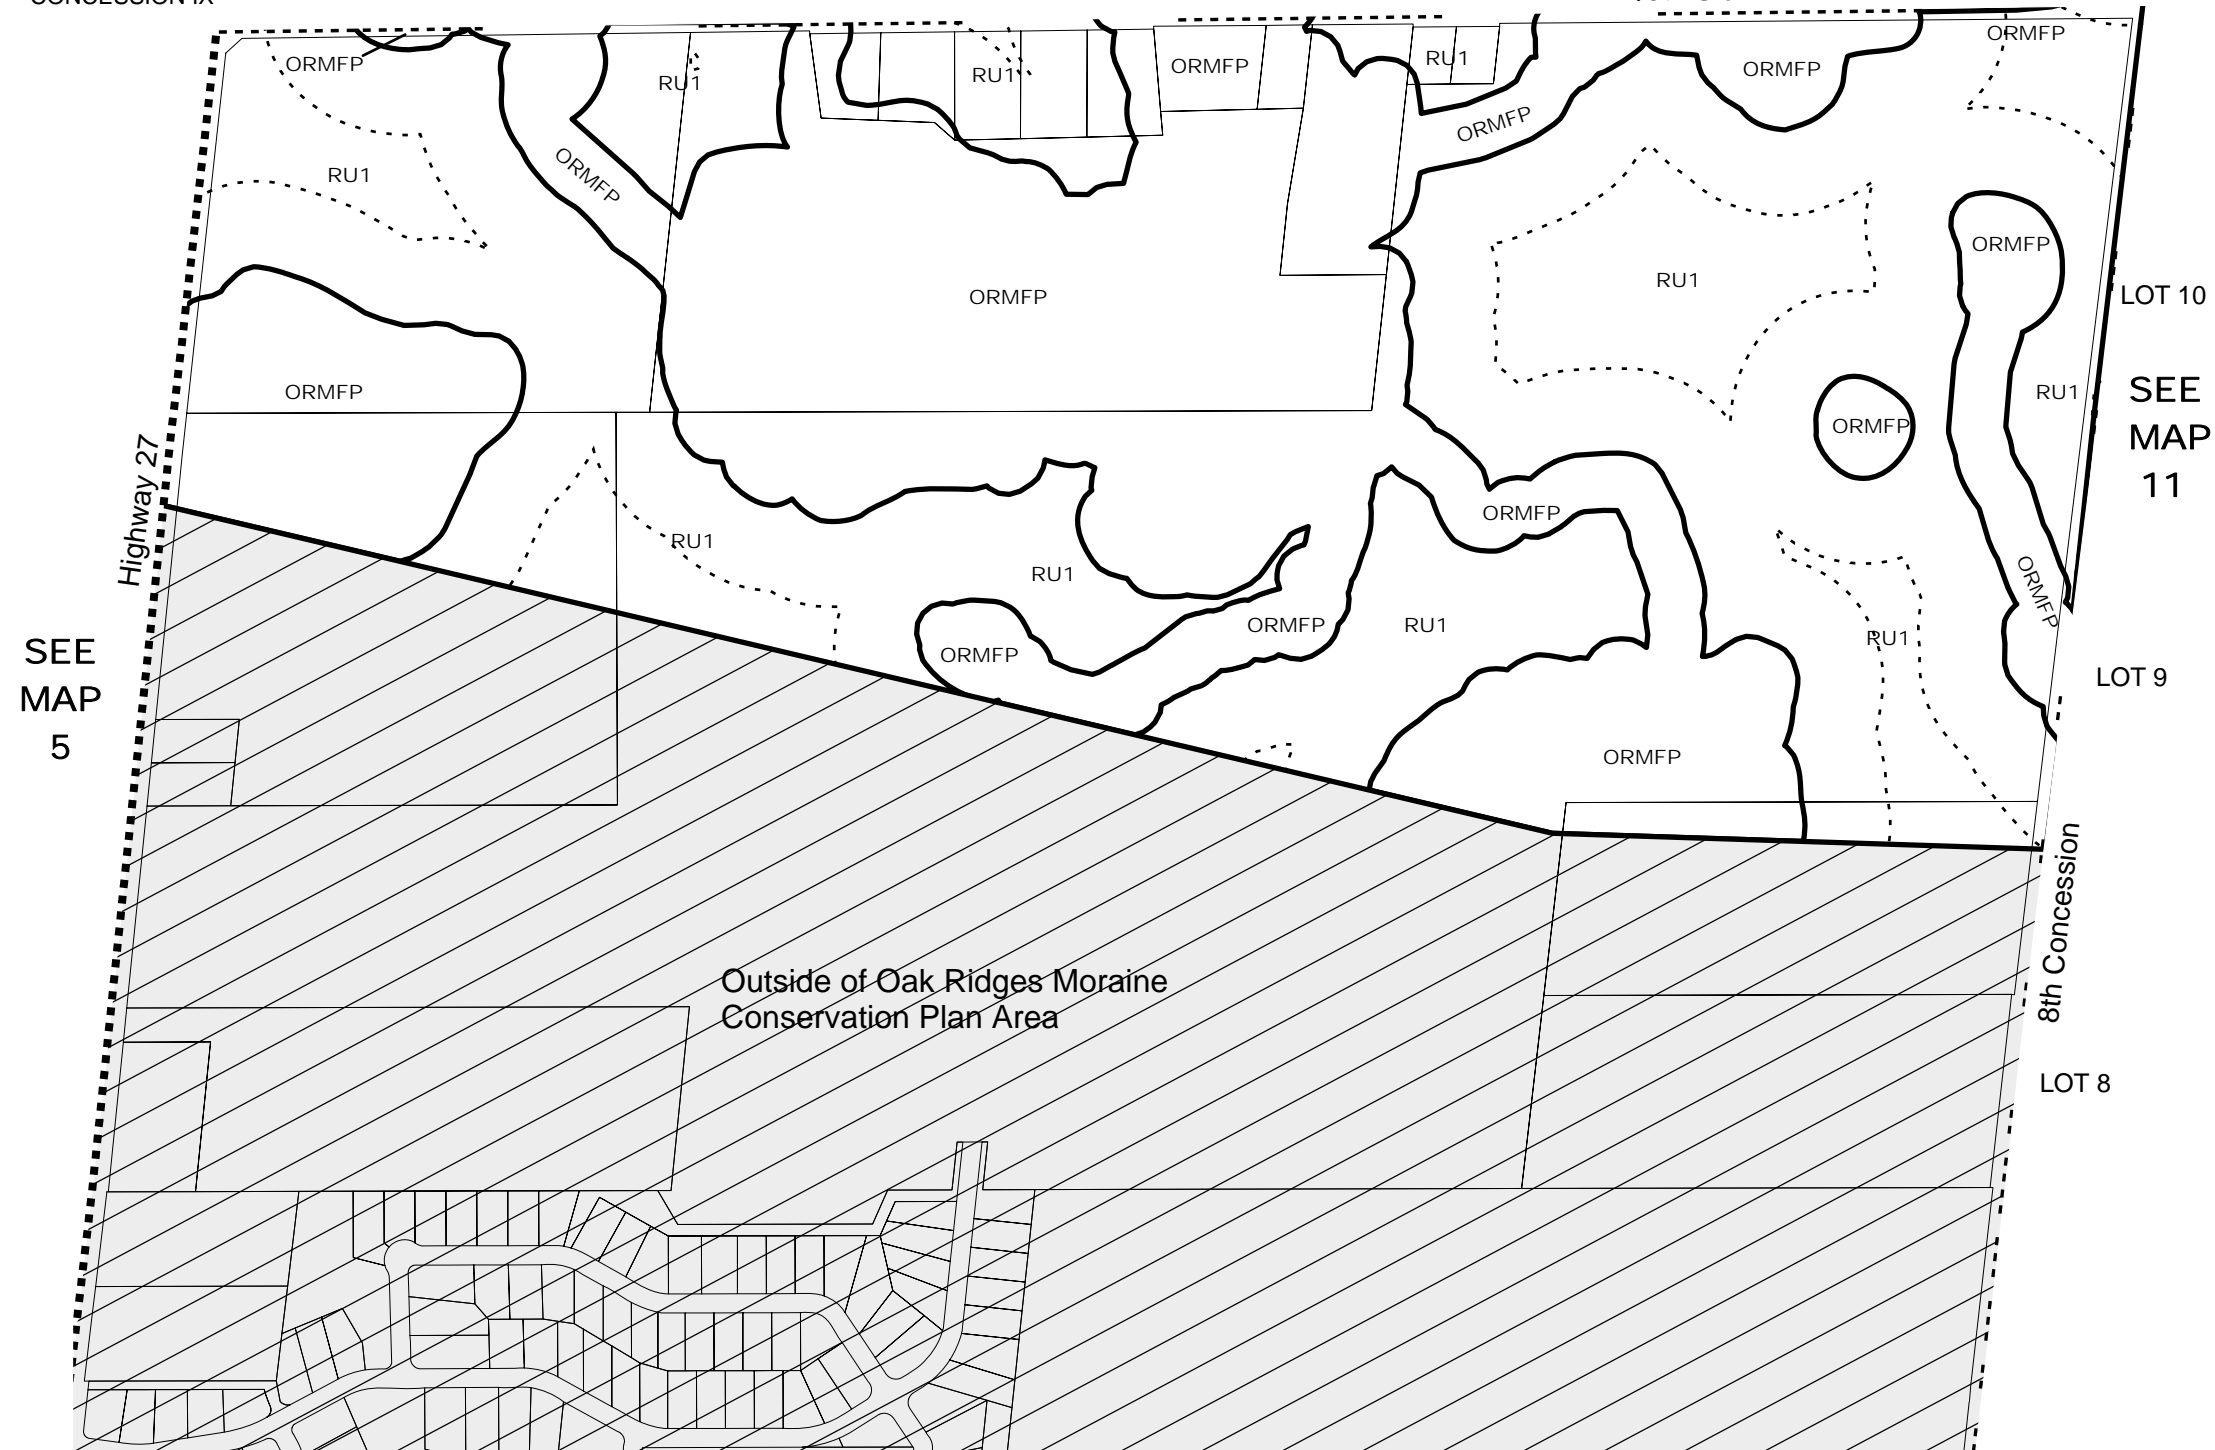 CONCESSION IX
ORMFP
RU1
RU1
ORMFP
RU1
ORMFP
ORMFP
RU1
ORMFP
RU1
ORMFP
ORMFP
ORMFP
RU1
ORMFP
LOT 10
ORMFP
ORMFP
RU1
SEE
MAP
11
Highway 27
RU1
RU1
ORMFP
ORMFP
RU1
ORMFP
ORMFP
RU1
ORMFP
LOT 9
SEE
MAP
5
ORMFP
8th Concession
Outside of Oak Ridges Moraine
Conservation Plan Area
LOT 8